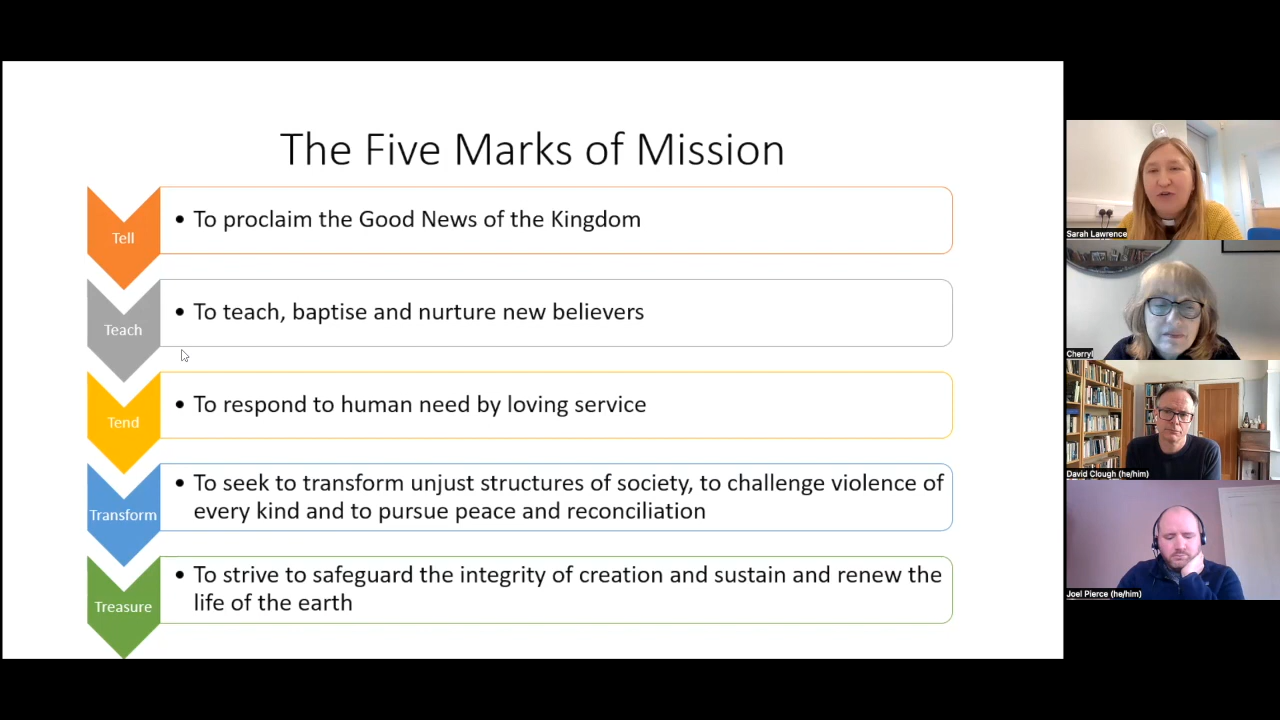 The Five Marks of Mission
Tell
• To proclaim the Good News of the Kingdom
Teach
• To teach, baptise and nurture new believers
Tend
• To respond to human need by loving service
Transform
• To seek to transform unjust structures of society, to challenge violence of
every kind and to pursue peace and reconciliation
Treasure
• To strive to safeguard the integrity of creation and sustain and renew the
life of the earth
Sarah Lawrence
Cherryl
David Clough (he/him)
Joel Pierce (he/him)